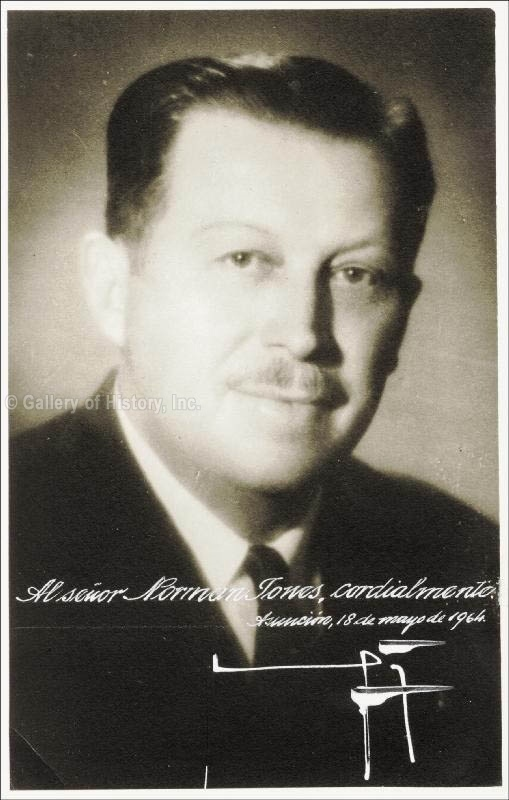 © Gallery of History, Inc.
Al señor Norman Jones, cordialmente.
Asunción, 18 de mayo de 1964.